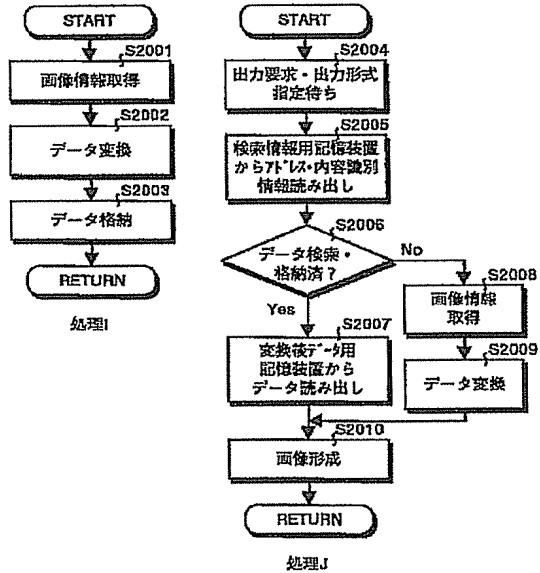 START
S2001
画像情報取得
S2002
データ変換
S2003
データ格納
RETURN
処理I
START
S2004
出力要求・出力形式
指定待ち
S2005
検索情報用記憶装置
からｱﾄﾞﾚｽ・内容識別
情報読み出し
S2006
データ検索・
格納済？
No
Yes
S2007
変換後ﾃﾞｰﾀ用
記憶装置から
データ読み出し
S2008
画像情報
取得
S2009
データ変換
S2010
画像形成
RETURN
処理J